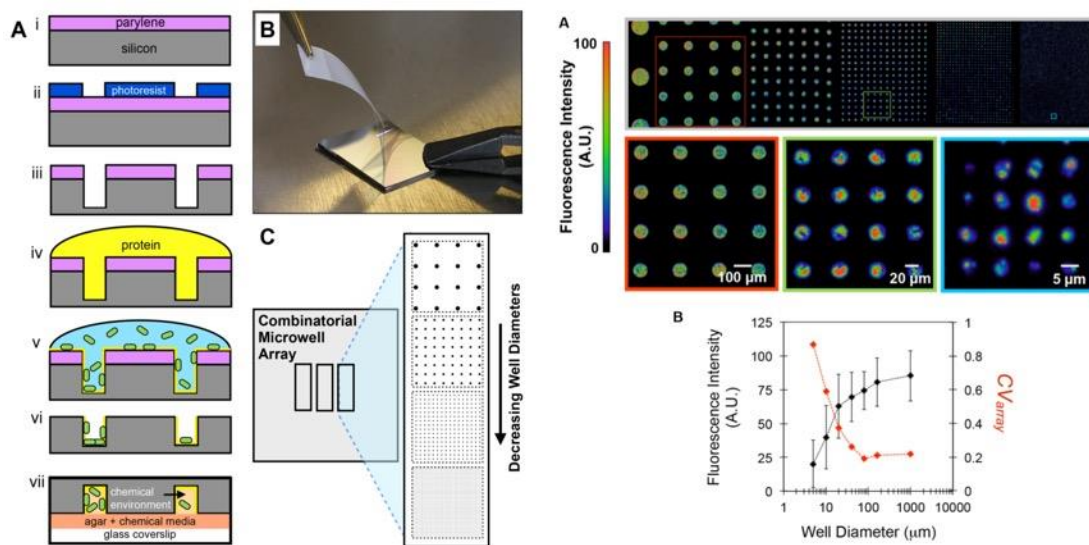 A
i
parylene
silicon
ii
photoresist
iii
iv
protein
v
vi
vii
chemical
environment
agar + chemical media
glass coverslip
B
C
Combinatorial
Microwell
Array
Decreasing Well Diameters
A
100
Fluorescence Intensity
(A.U.)
0
100 µm
20 µm
5 µm
B
Fluorescence Intensity
(A.U.)
125
100
75
50
25
0
1
0.8
0.6
0.4
0.2
0
CVarray
1 10 100 1000 10000
Well Diameter (µm)